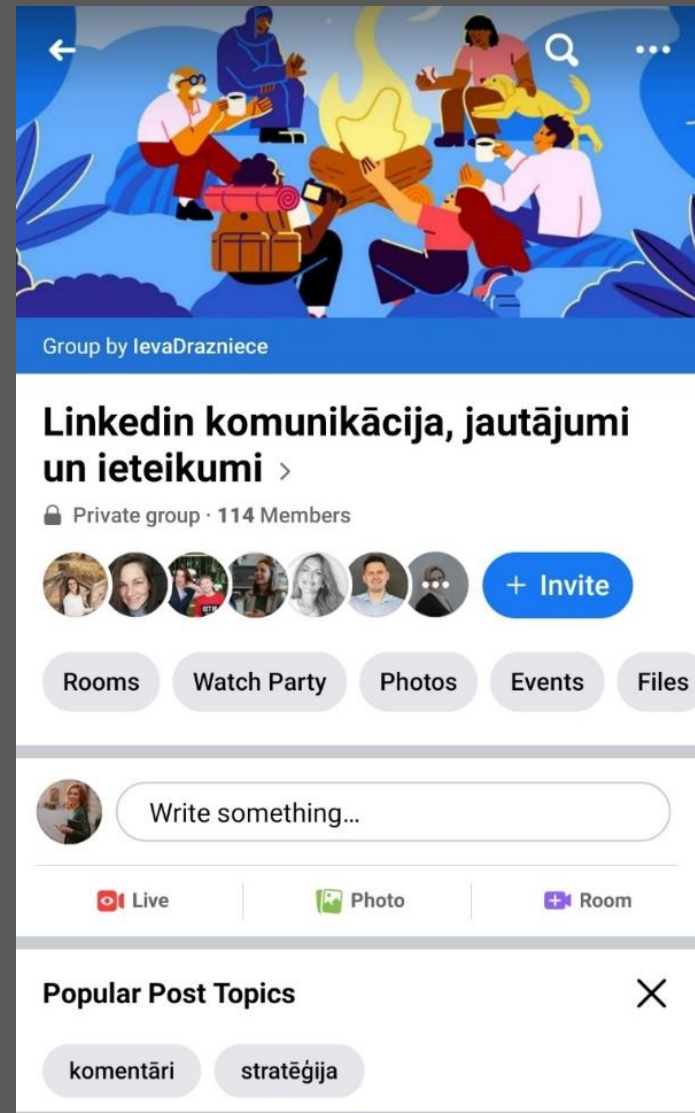 Group by IevaDrazniece
Linkedin komunikācija, jautājumi
un ieteikumi >
Private group · 114 Members
+ Invite
Rooms Watch Party Photos Events Files
Write something...
Live Photo Room
Popular Post Topics
komentāri stratēģija